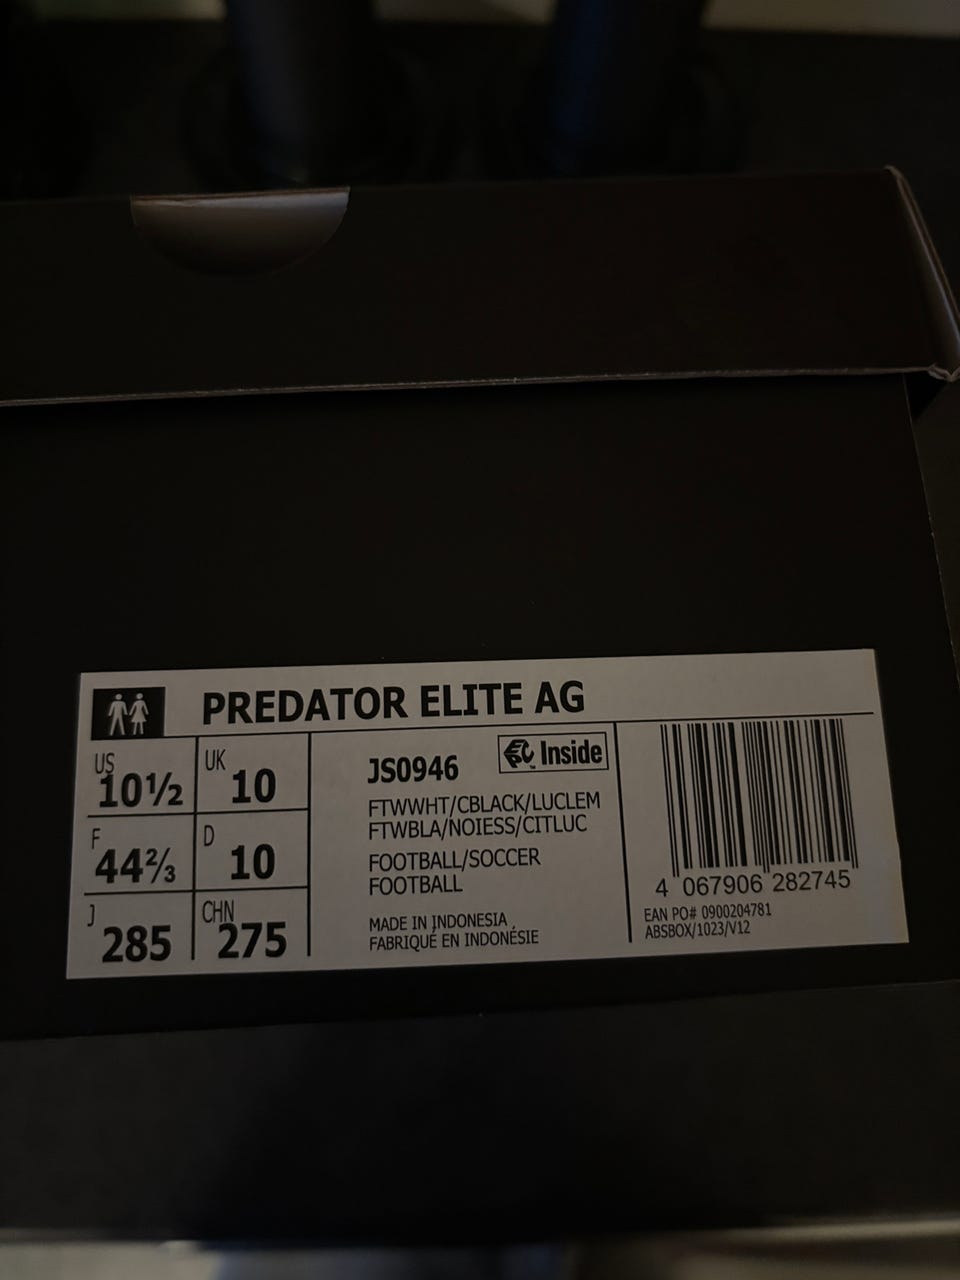 PREDATOR ELITE AG
US 10½
UK 10
F 44⅔
D 10
J 285
CHN 275
JS0946
Inside
FTWWHT/CBLACK/LUCLEM
FTWBLA/NOIESS/CITLUC
FOOTBALL/SOCCER
FOOTBALL
MADE IN INDONESIA
FABRIQUÉ EN INDONÉSIE
4 067906 282745
EAN PO# 0900204781
ABSBOX/1023/V12